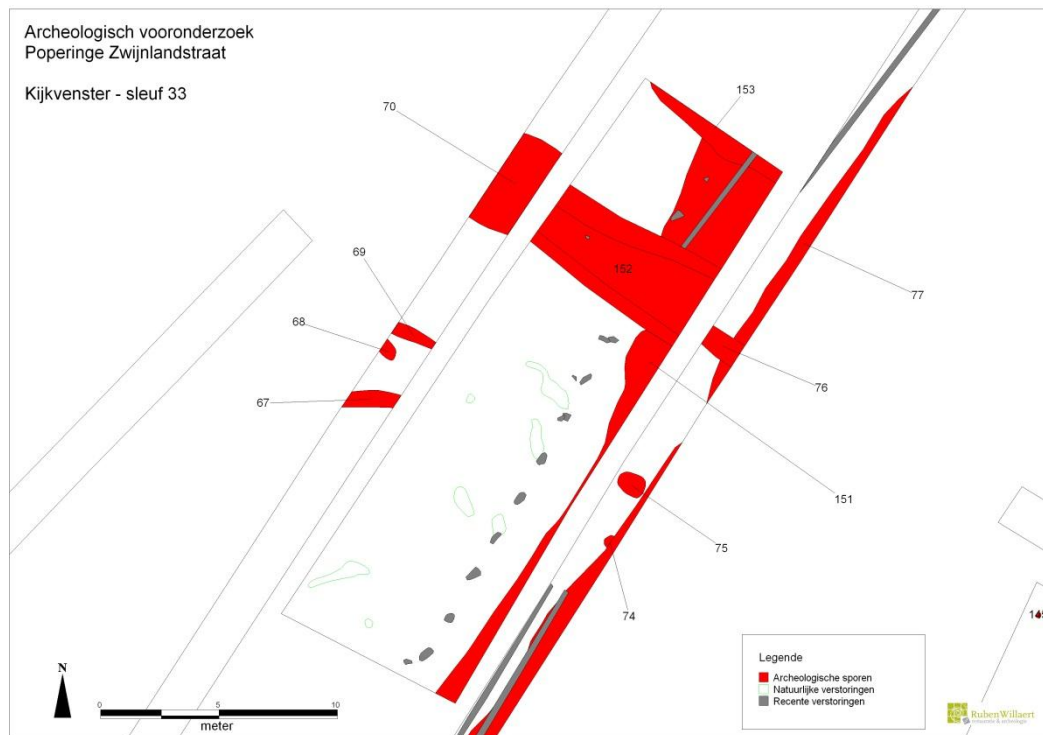 Archeologisch vooronderzoek
Poperinge Zwijnlandstraat
Kijkvenster - sleuf 33
70
153
69
68
67
152
77
76
151
75
74
N
0 5 10
meter
Legende
Archeologische sporen
Natuurlijke verstoringen
Recente verstoringen
RubenWillaert